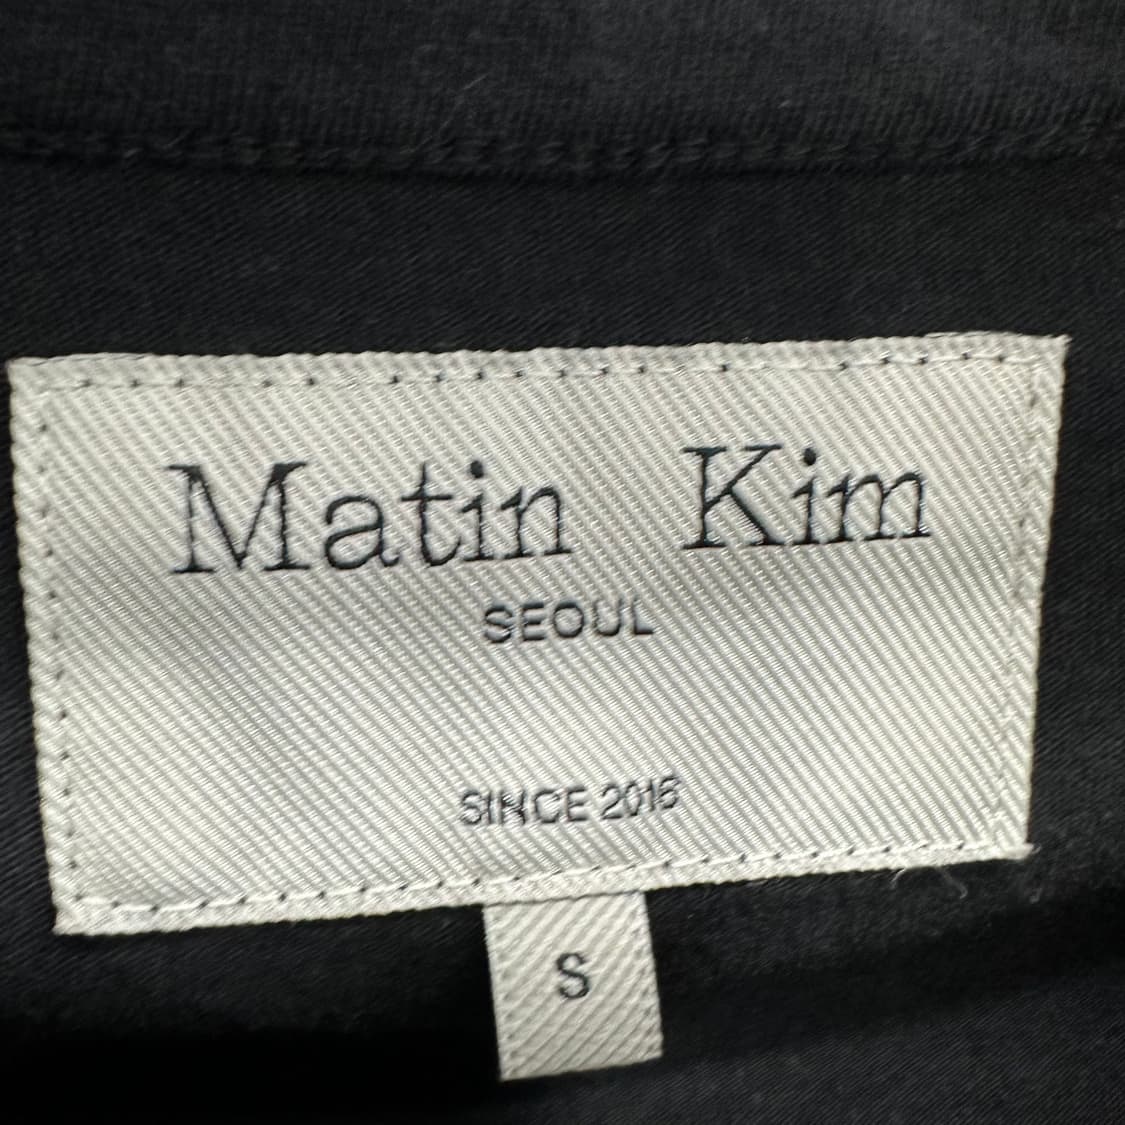 Matin Kim
SEOUL
SINCE 2016
S